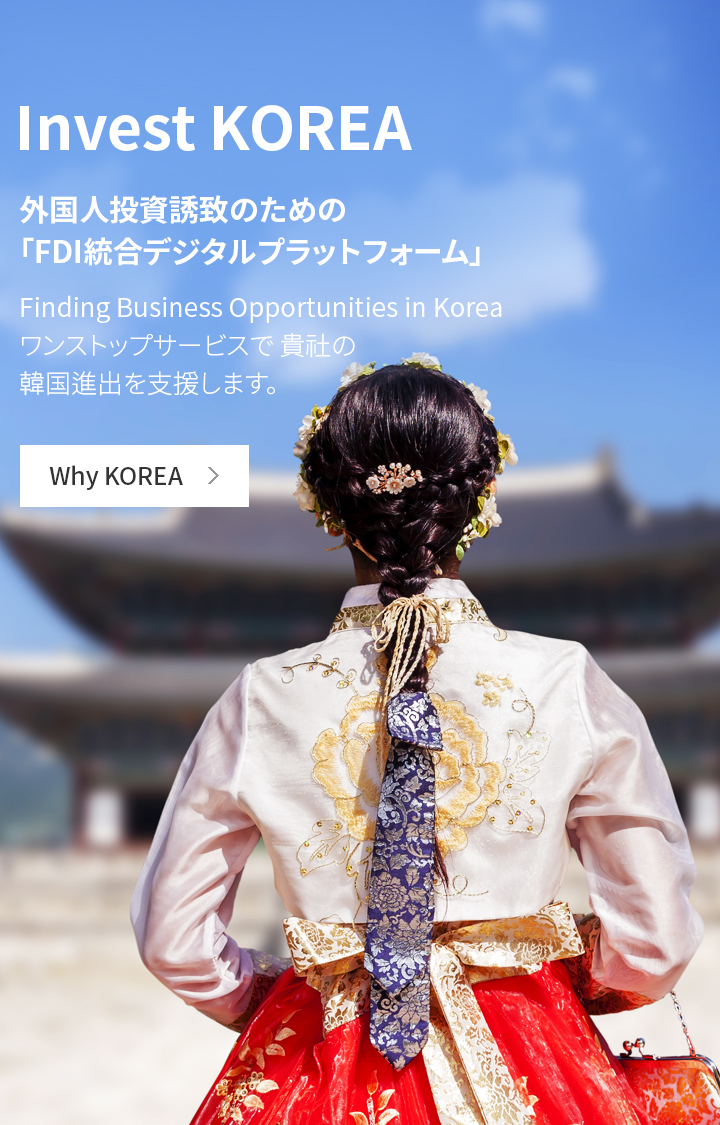 Invest KOREA
外国人投資誘致のための
「FDI統合デジタルプラットフォーム」
Finding Business Opportunities in Korea
ワンストップサービスで 貴社の
韓国進出を支援します。
Why KOREA